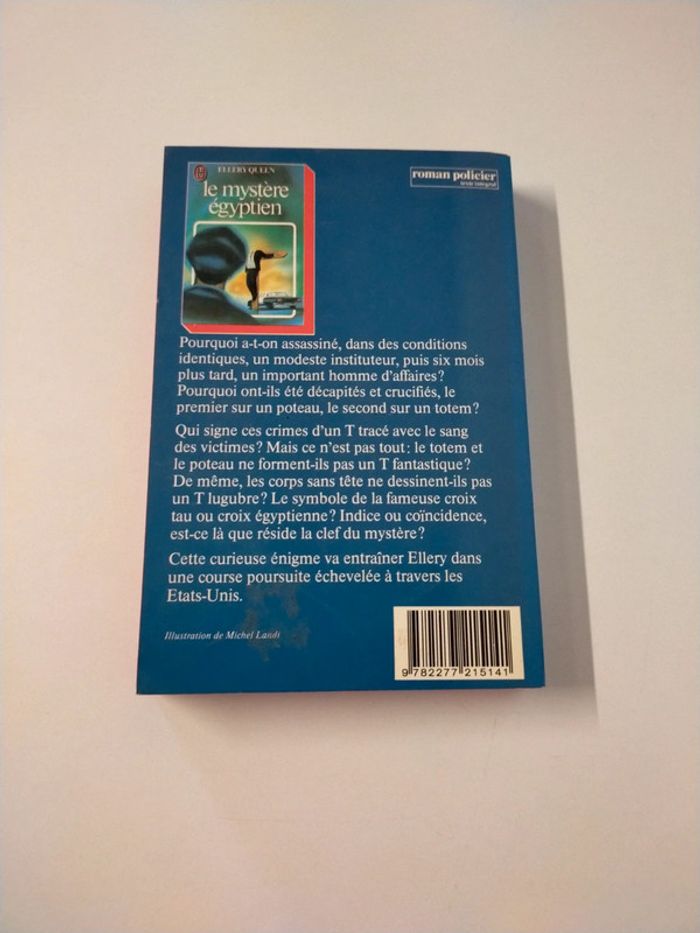 ELLERY QUEEN
le mystère
égyptien
roman policier
texte intégral
Pourquoi a-t-on assassiné, dans des conditions
identiques, un modeste instituteur, puis six mois
plus tard, un important homme d'affaires?
Pourquoi ont-ils été décapités et crucifiés, le
premier sur un poteau, le second sur un totem?
Qui signe ces crimes d'un T tracé avec le sang
des victimes? Mais ce n'est pas tout: le totem et
le poteau ne forment-ils pas un T fantastique?
De même, les corps sans tête ne dessinent-ils pas
un T lugubre? Le symbole de la fameuse croix
tau ou croix égyptienne? Indice ou coïncidence,
est-ce là que réside la clef du mystère?
Cette curieuse énigme va entraîner Ellery dans
une course poursuite échevelée à travers les
Etats-Unis.
Illustration de Michel Landi
9 782277 215141